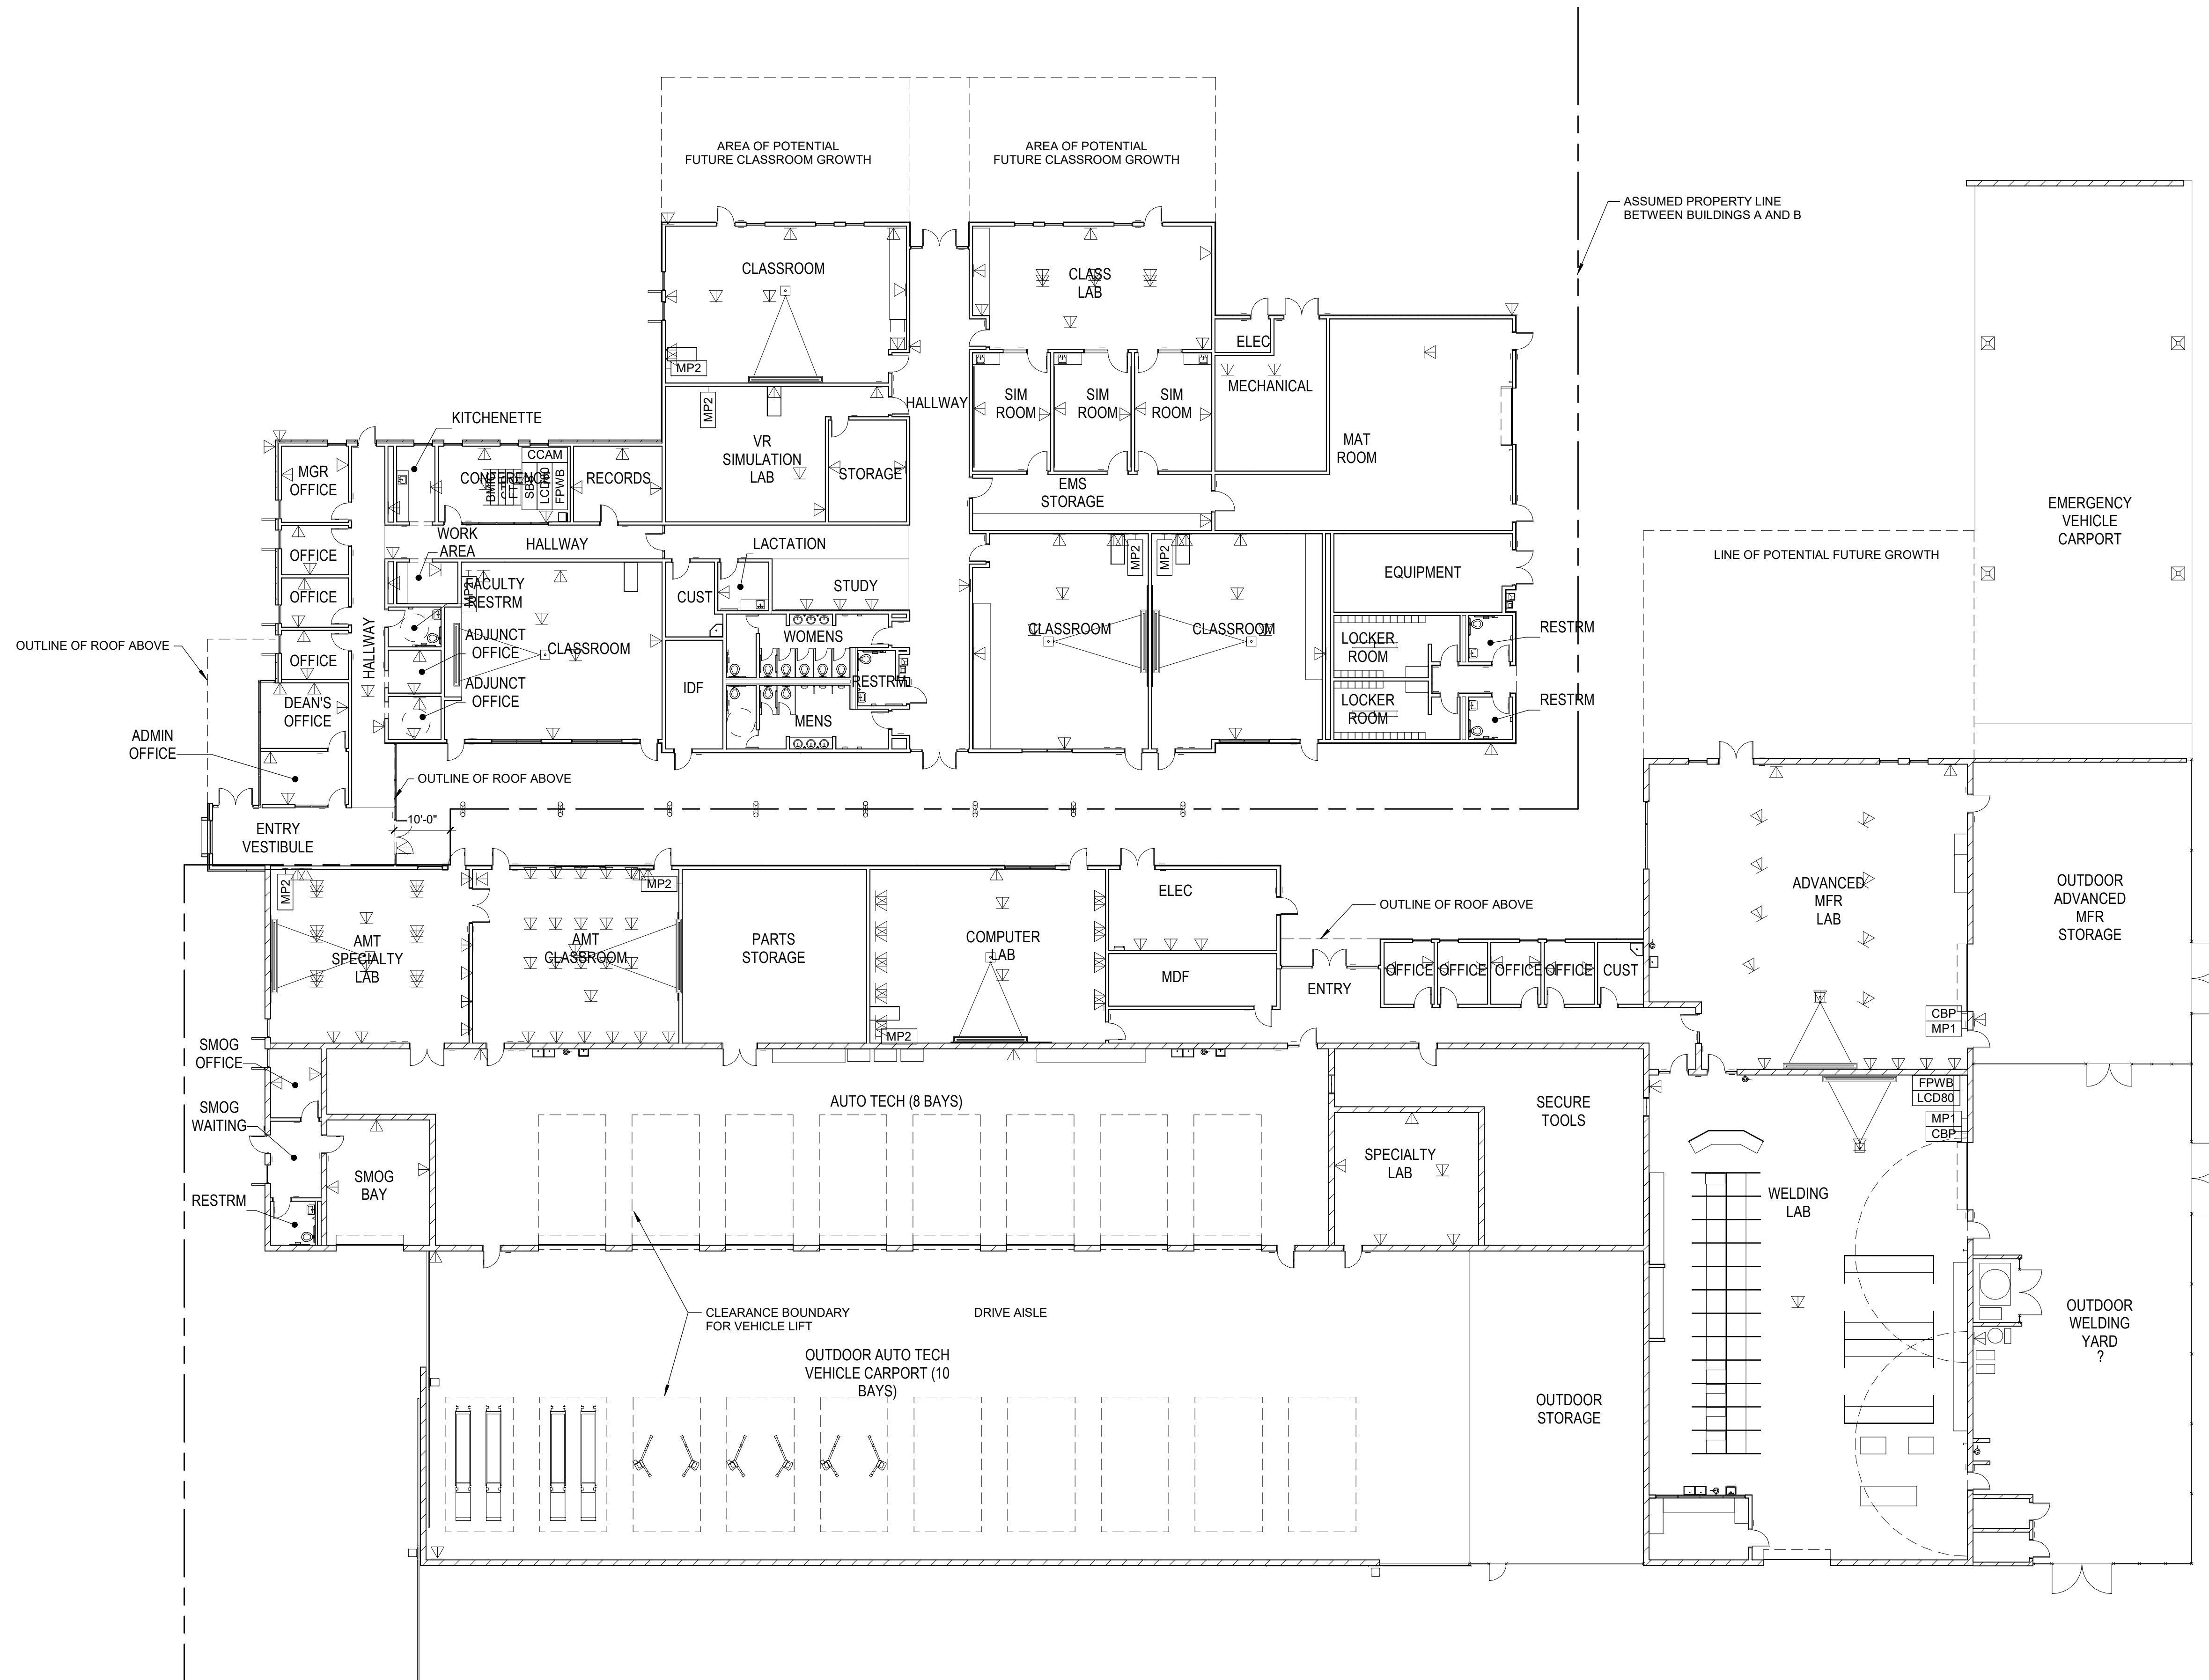 AREA OF POTENTIAL
FUTURE CLASSROOM GROWTH
AREA OF POTENTIAL
FUTURE CLASSROOM GROWTH
ASSUMED PROPERTY LINE
BETWEEN BUILDINGS A AND B
CLASSROOM
MP2
CLASS
LAB
ELEC
MECHANICAL
HALLWAY
SIM
ROOM
SIM
ROOM
SIM
ROOM
MAT
ROOM
KITCHENETTE
MP2
VR
SIMULATION
LAB
STORAGE
MGR
OFFICE
CONFERENCE
CCAM
LCD80
FPWB
RECORDS
EMS
STORAGE
EMERGENCY
VEHICLE
CARPORT
WORK
AREA
HALLWAY
LACTATION
OFFICE
LINE OF POTENTIAL FUTURE GROWTH
MP2
MP2
EQUIPMENT
FACULTY
RESTRM
MP2
CUST
STUDY
OFFICE
HALLWAY
OUTLINE OF ROOF ABOVE
OFFICE
ADJUNCT
OFFICE
CLASSROOM
WOMENS
CLASSROOM
CLASSROOM
LOCKER
ROOM
RESTRM
ADJUNCT
OFFICE
IDF
RESTRM
MENS
LOCKER
ROOM
RESTRM
DEAN'S
OFFICE
ADMIN
OFFICE
OUTLINE OF ROOF ABOVE
10'-0"
ENTRY
VESTIBULE
MP2
AMT
SPECIALTY
LAB
MP2
AMT
CLASSROOM
PARTS
STORAGE
COMPUTER
LAB
MP2
ELEC
MDF
OUTLINE OF ROOF ABOVE
ENTRY
OFFICE
OFFICE
OFFICE
OFFICE
CUST
ADVANCED
MFR
LAB
CBP
MP1
OUTDOOR
ADVANCED
MFR
STORAGE
SMOG
OFFICE
SMOG
WAITING
RESTRM
SMOG
BAY
AUTO TECH (8 BAYS)
SPECIALTY
LAB
SECURE
TOOLS
FPWB
LCD80
MP1
CBP
WELDING
LAB
CLEARANCE BOUNDARY
FOR VEHICLE LIFT
DRIVE AISLE
OUTDOOR AUTO TECH
VEHICLE CARPORT (10
BAYS)
OUTDOOR
STORAGE
OUTDOOR
WELDING
YARD
?